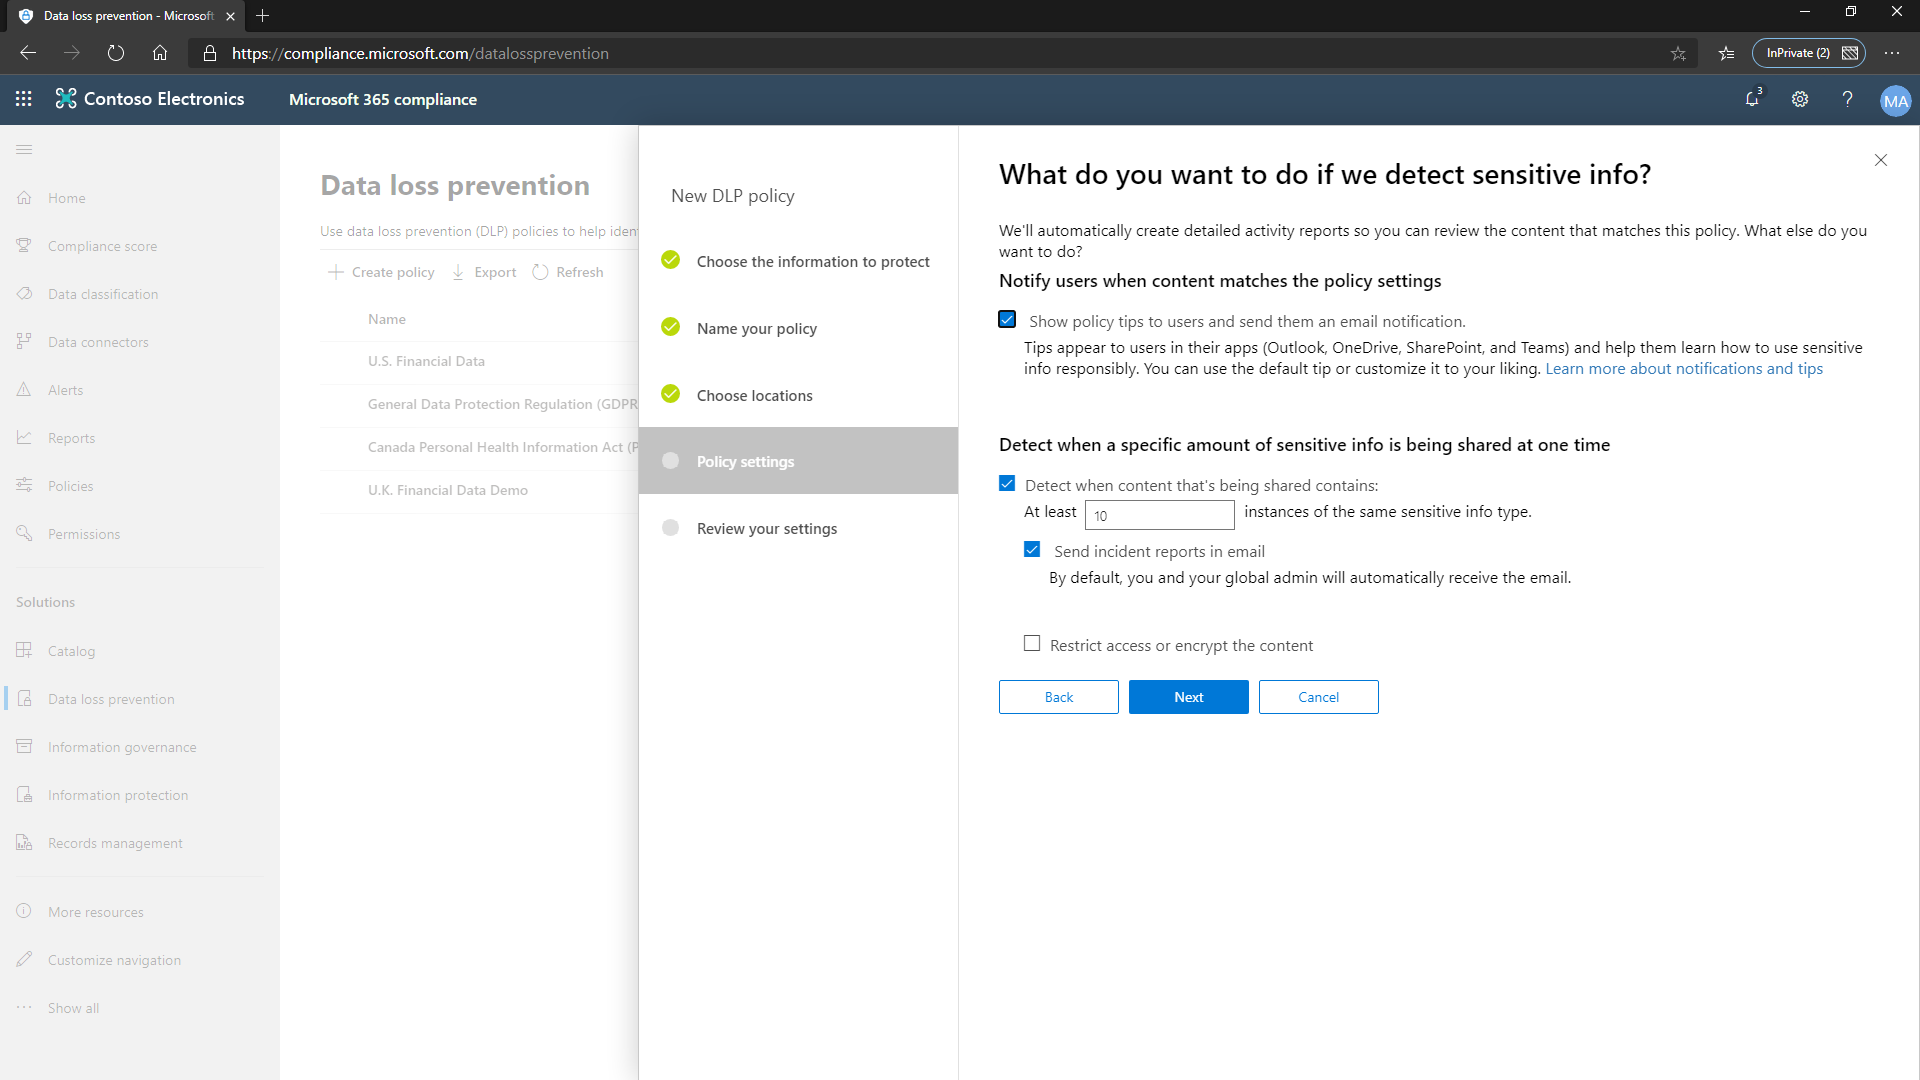 Data loss prevention - Microsoft
https://compliance.microsoft.com/datalossprevention
InPrivate (2)
Contoso Electronics
Microsoft 365 compliance
3
MA
Home
Compliance score
Data classification
Data connectors
Alerts
Reports
Policies
Permissions
Solutions
Catalog
Data loss prevention
Information governance
Information protection
Records management
More resources
Customize navigation
Show all
Data loss prevention
Use data loss prevention (DLP) policies to help iden
Create policy
Export
Refresh
Name
U.S. Financial Data
General Data Protection Regulation (GDPR
Canada Personal Health Information Act (P
U.K. Financial Data Demo
New DLP policy
Choose the information to protect
Name your policy
Choose locations
Policy settings
Review your settings
What do you want to do if we detect sensitive info?
We'll automatically create detailed activity reports so you can review the content that matches this policy. What else do you
want to do?
Notify users when content matches the policy settings
Show policy tips to users and send them an email notification.
Tips appear to users in their apps (Outlook, OneDrive, SharePoint, and Teams) and help them learn how to use sensitive
info responsibly. You can use the default tip or customize it to your liking. Learn more about notifications and tips
Detect when a specific amount of sensitive info is being shared at one time
Detect when content that's being shared contains:
At least 10 instances of the same sensitive info type.
Send incident reports in email
By default, you and your global admin will automatically receive the email.
Restrict access or encrypt the content
Back
Next
Cancel